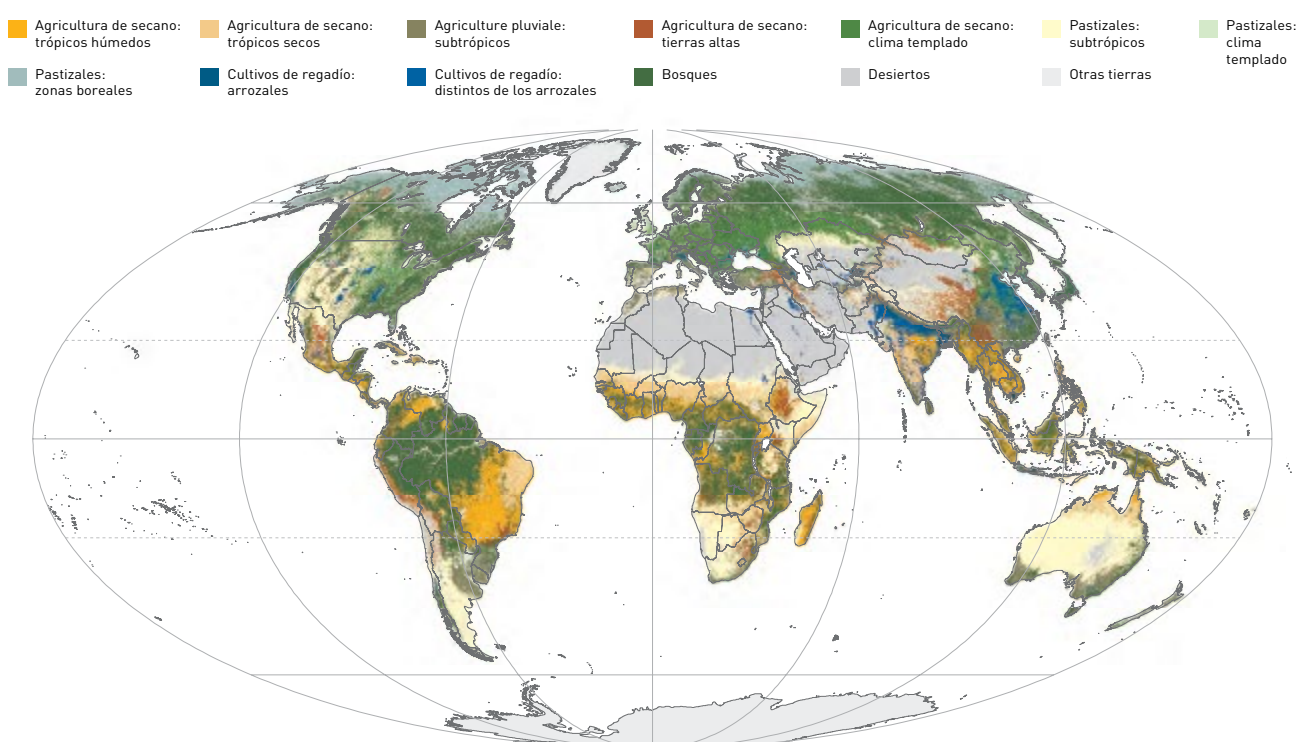 Agricultura de secano:
trópicos húmedos
Agricultura de secano:
trópicos secos
Agriculture pluviale:
subtrópicos
Agricultura de secano:
tierras altas
Agricultura de secano:
clima templado
Pastizales:
subtrópicos
Pastizales:
clima
templado
Pastizales:
zonas boreales
Cultivos de regadío:
arrozales
Cultivos de regadío:
distintos de los arrozales
Bosques
Desiertos
Otras tierras